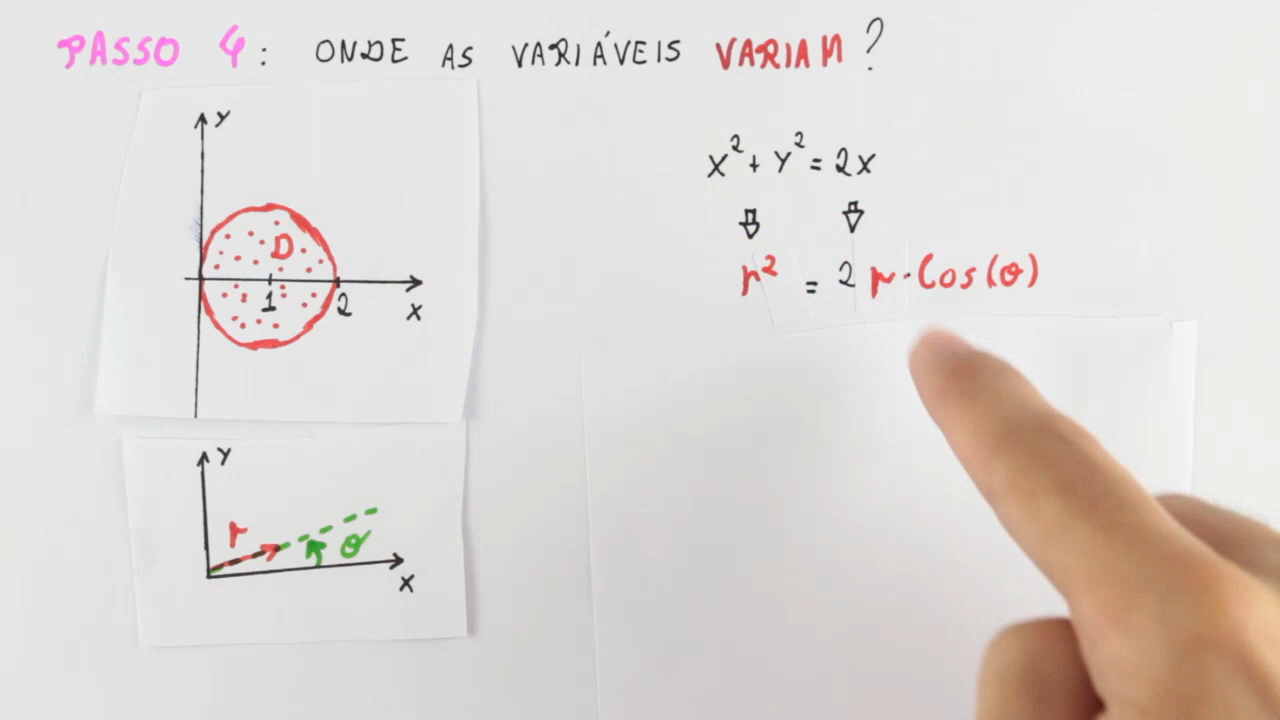 PASSO 4: ONDE AS VARIÁVEIS VARIAM?
y
D
1
2
x
x² + y² = 2x
r² = 2 r·Cos(θ)
y
r
θ
x